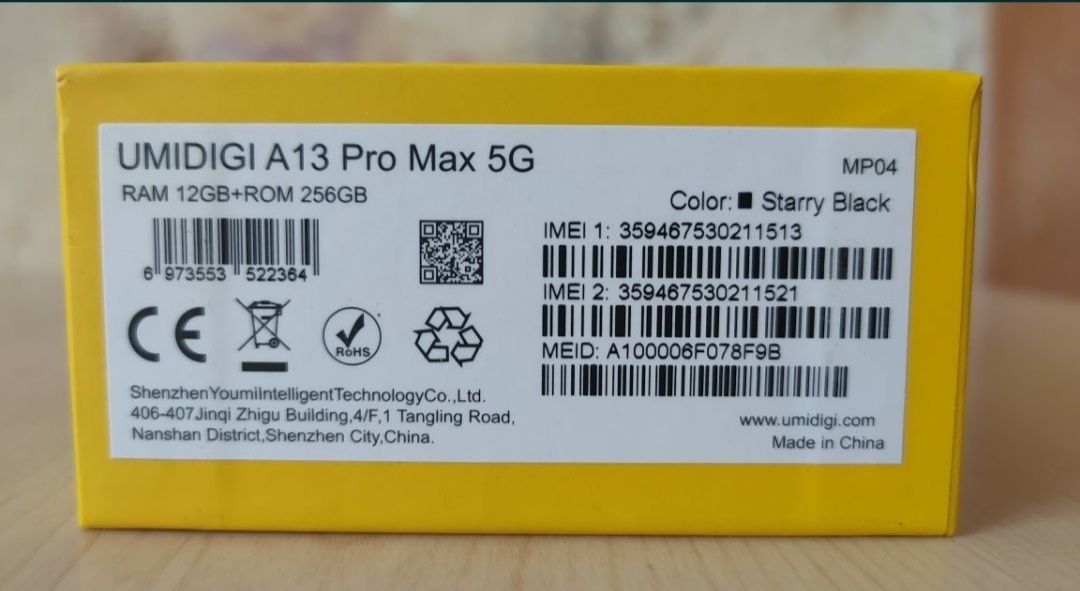 UMIDIGI A13 Pro Max 5G
MP04
RAM 12GB+ROM 256GB
Color: Starry Black
6 973553 522364
IMEI 1: 359467530211513
IMEI 2: 359467530211521
MEID: A100006F078F9B
CE
RoHS
ShenzhenYoumiIntelligentTechnologyCo.,Ltd.
406-407Jinqi Zhigu Building,4/F,1 Tangling Road,
Nanshan District,Shenzhen City,China.
www.umidigi.com
Made in China